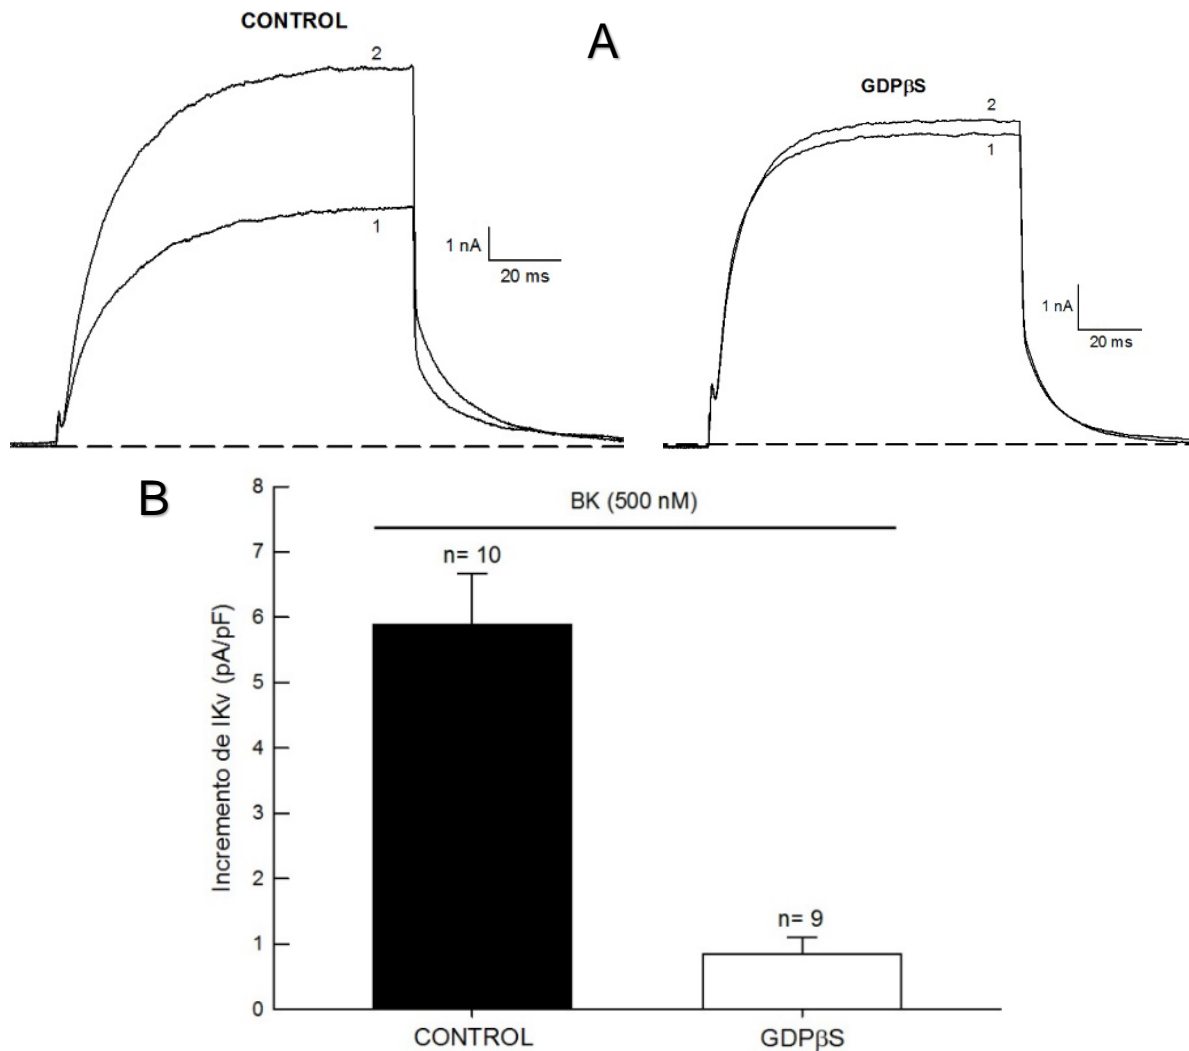 CONTROL
A
2
1
1 nA
20 ms
GDPβS
2
1
1 nA
20 ms
B
BK (500 nM)
n= 10
n= 9
Incremento de IKv (pA/pF)
8
7
6
5
4
3
2
1
0
CONTROL
GDPβS